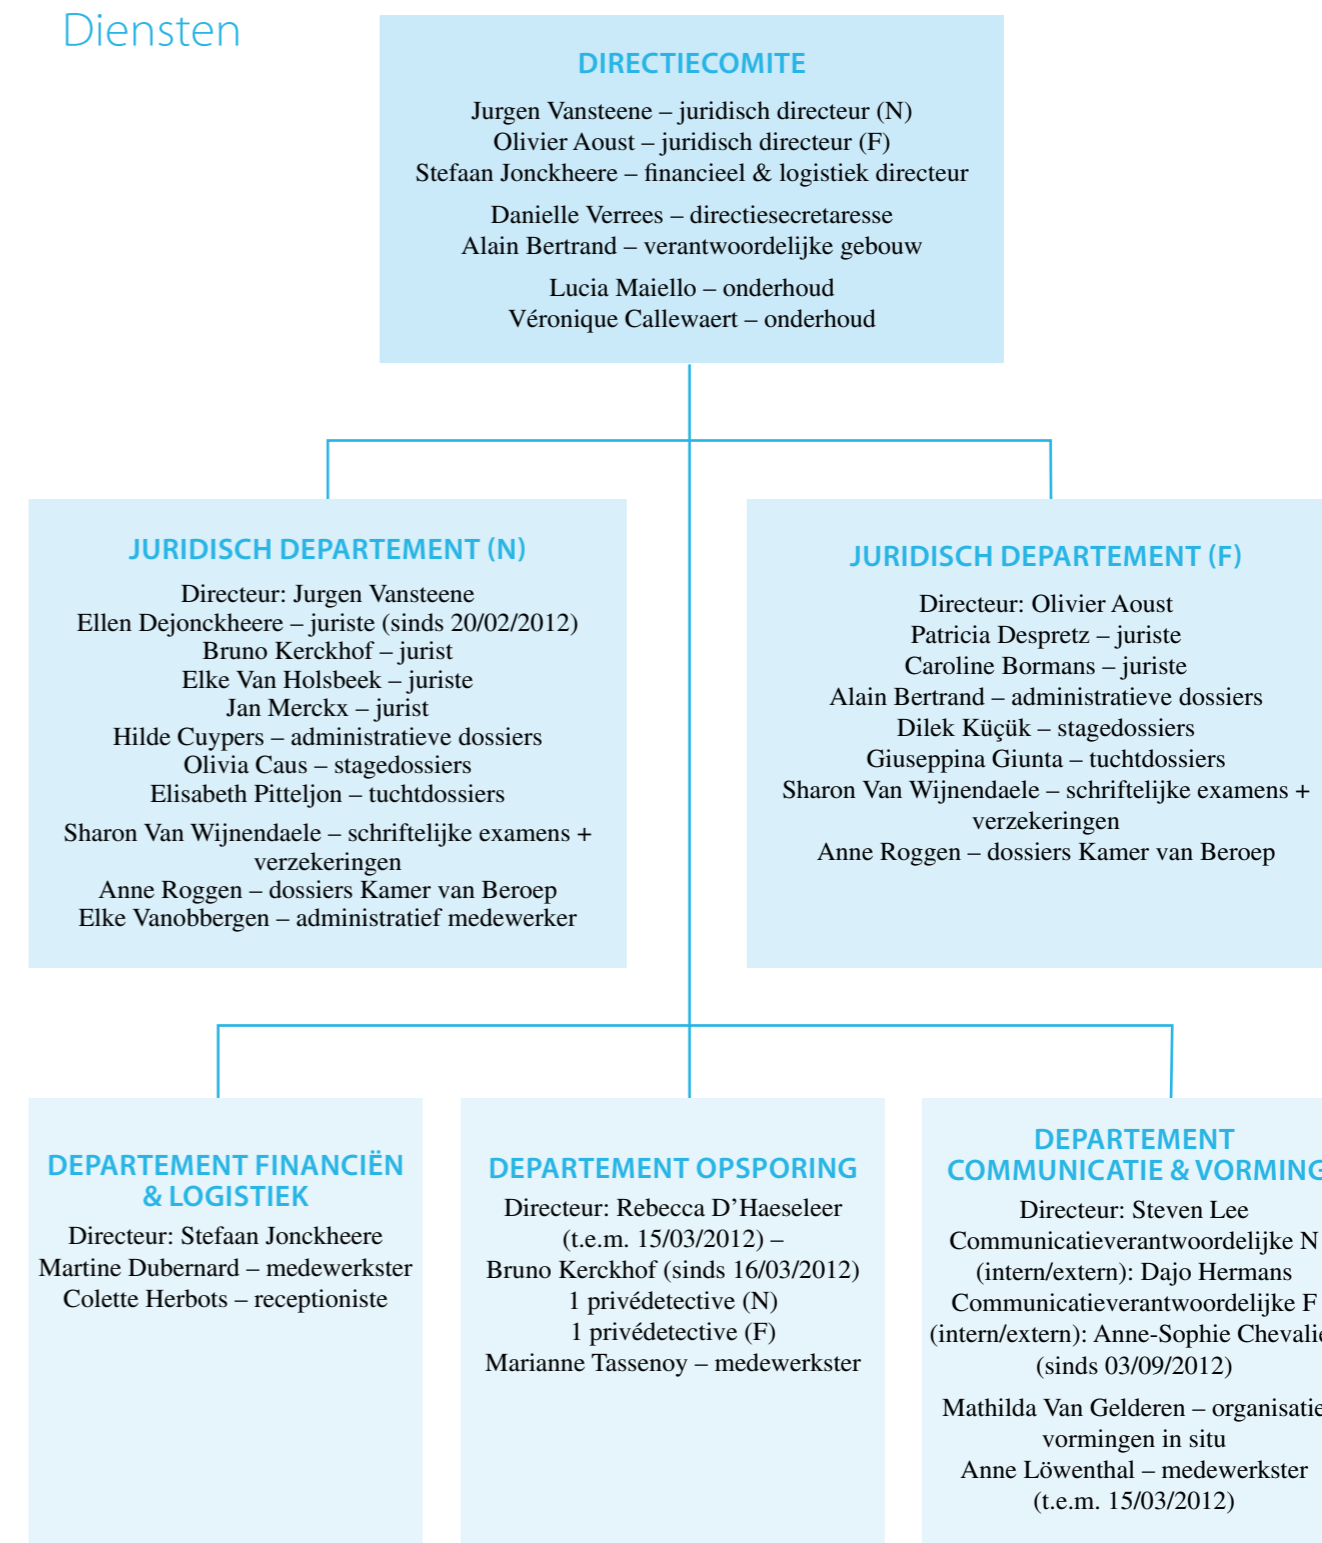 Diensten
DIRECTIECOMITE
Jurgen Vansteene – juridisch directeur (N)
Olivier Aoust – juridisch directeur (F)
Stefaan Jonckheere – financieel & logistiek directeur
Danielle Verrees – directiesecretaresse
Alain Bertrand – verantwoordelijke gebouw
Lucia Maiello – onderhoud
Véronique Callewaert – onderhoud
JURIDISCH DEPARTEMENT (N)
Directeur: Jurgen Vansteene
Ellen Dejonckheere – juriste (sinds 20/02/2012)
Bruno Kerckhof – jurist
Elke Van Holsbeek – juriste
Jan Merckx – jurist
Hilde Cuypers – administratieve dossiers
Olivia Caus – stagedossiers
Elisabeth Pitteljon – tuchtdossiers
Sharon Van Wijnendaele – schriftelijke examens +
verzekeringen
Anne Roggen – dossiers Kamer van Beroep
Elke Vanobbergen – administratief medewerker
JURIDISCH DEPARTEMENT (F)
Directeur: Olivier Aoust
Patricia Despretz – juriste
Caroline Bormans – juriste
Alain Bertrand – administratieve dossiers
Dilek Küçük – stagedossiers
Giuseppina Giunta – tuchtdossiers
Sharon Van Wijnendaele – schriftelijke examens +
verzekeringen
Anne Roggen – dossiers Kamer van Beroep
DEPARTEMENT FINANCIËN
& LOGISTIEK
Directeur: Stefaan Jonckheere
Martine Dubernard – medewerkster
Colette Herbots – receptioniste
DEPARTEMENT OPSPORING
Directeur: Rebecca D’Haeseleer
(t.e.m. 15/03/2012) –
Bruno Kerckhof (sinds 16/03/2012)
1 privédetective (N)
1 privédetective (F)
Marianne Tassenoy – medewerkster
DEPARTEMENT
COMMUNICATIE & VORMING
Directeur: Steven Lee
Communicatieverantwoordelijke N
(intern/extern): Dajo Hermans
Communicatieverantwoordelijke F
(intern/extern): Anne-Sophie Chevalie
(sinds 03/09/2012)
Mathilda Van Gelderen – organisatie
vormingen in situ
Anne Löwenthal – medewerkster
(t.e.m. 15/03/2012)